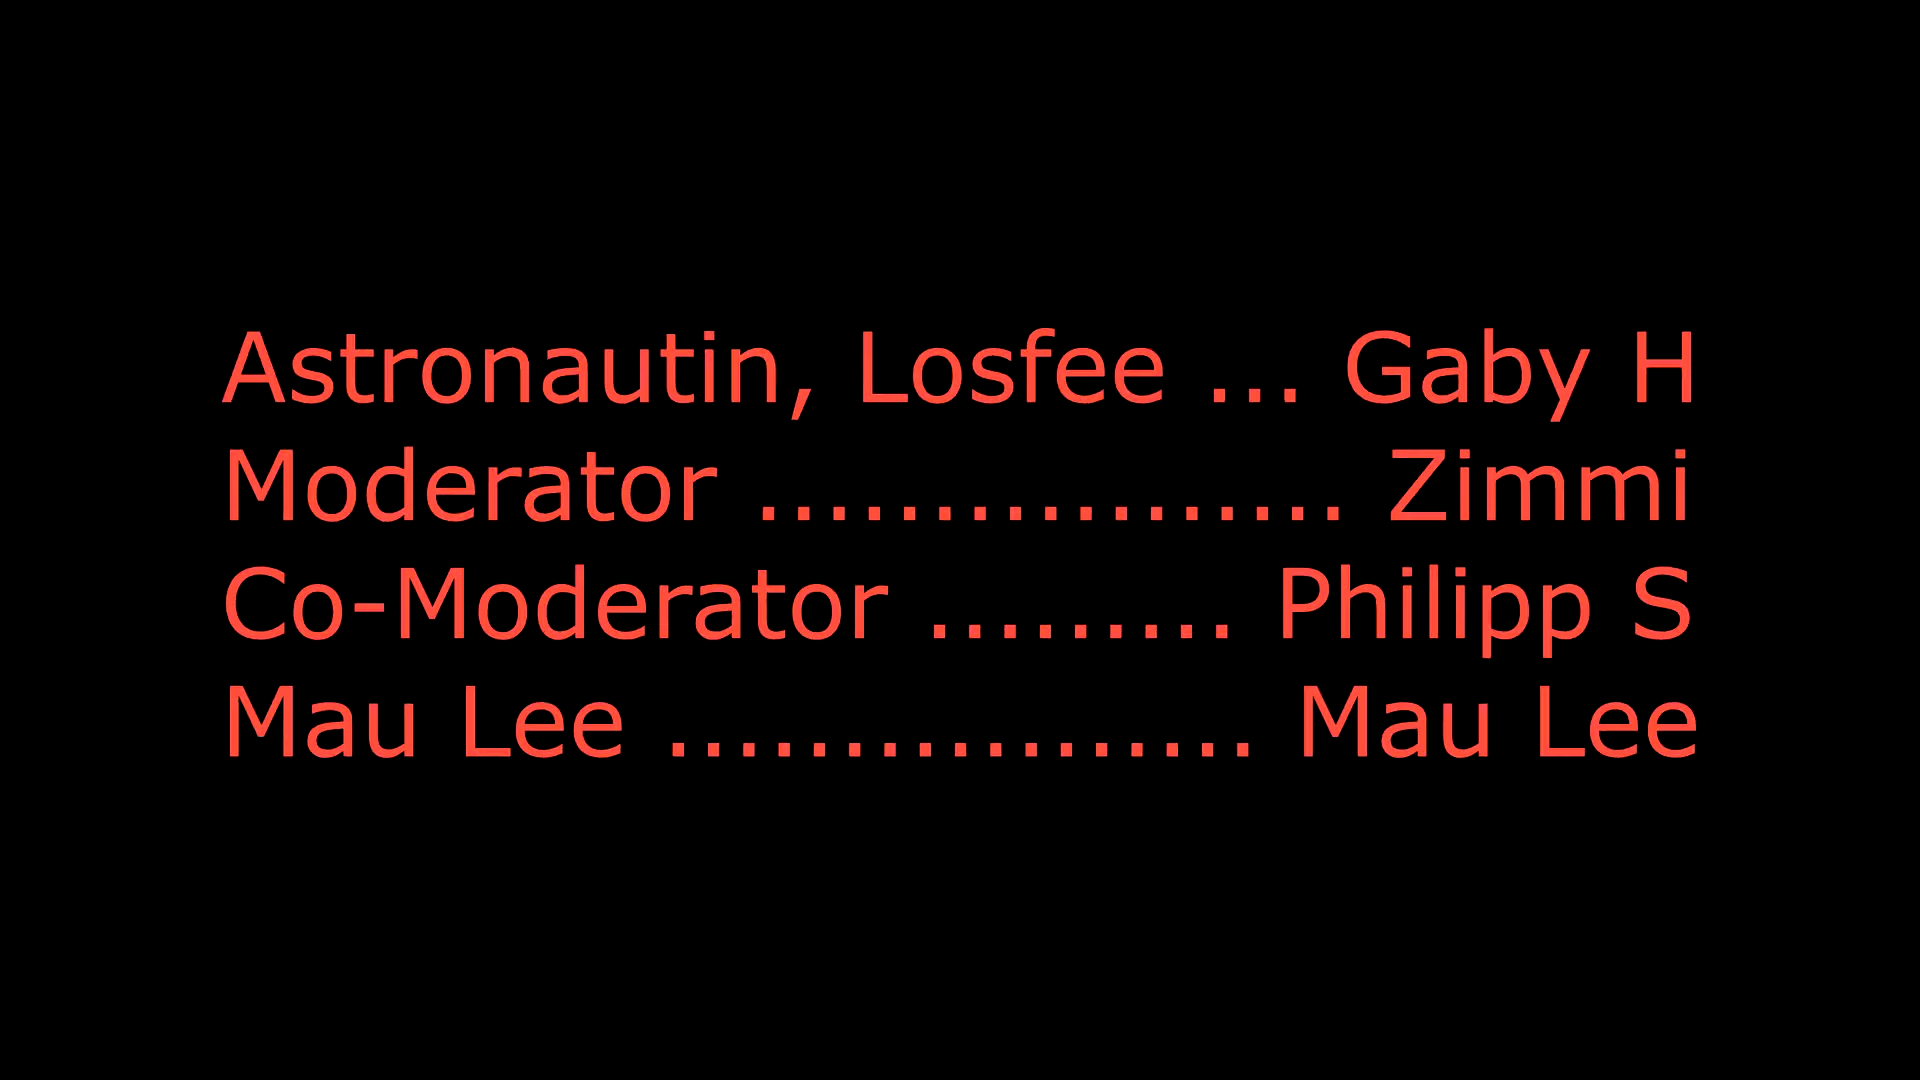 Astronautin, Losfee ... Gaby H
Moderator ................. Zimmi
Co-Moderator ......... Philipp S
Mau Lee ................. Mau Lee